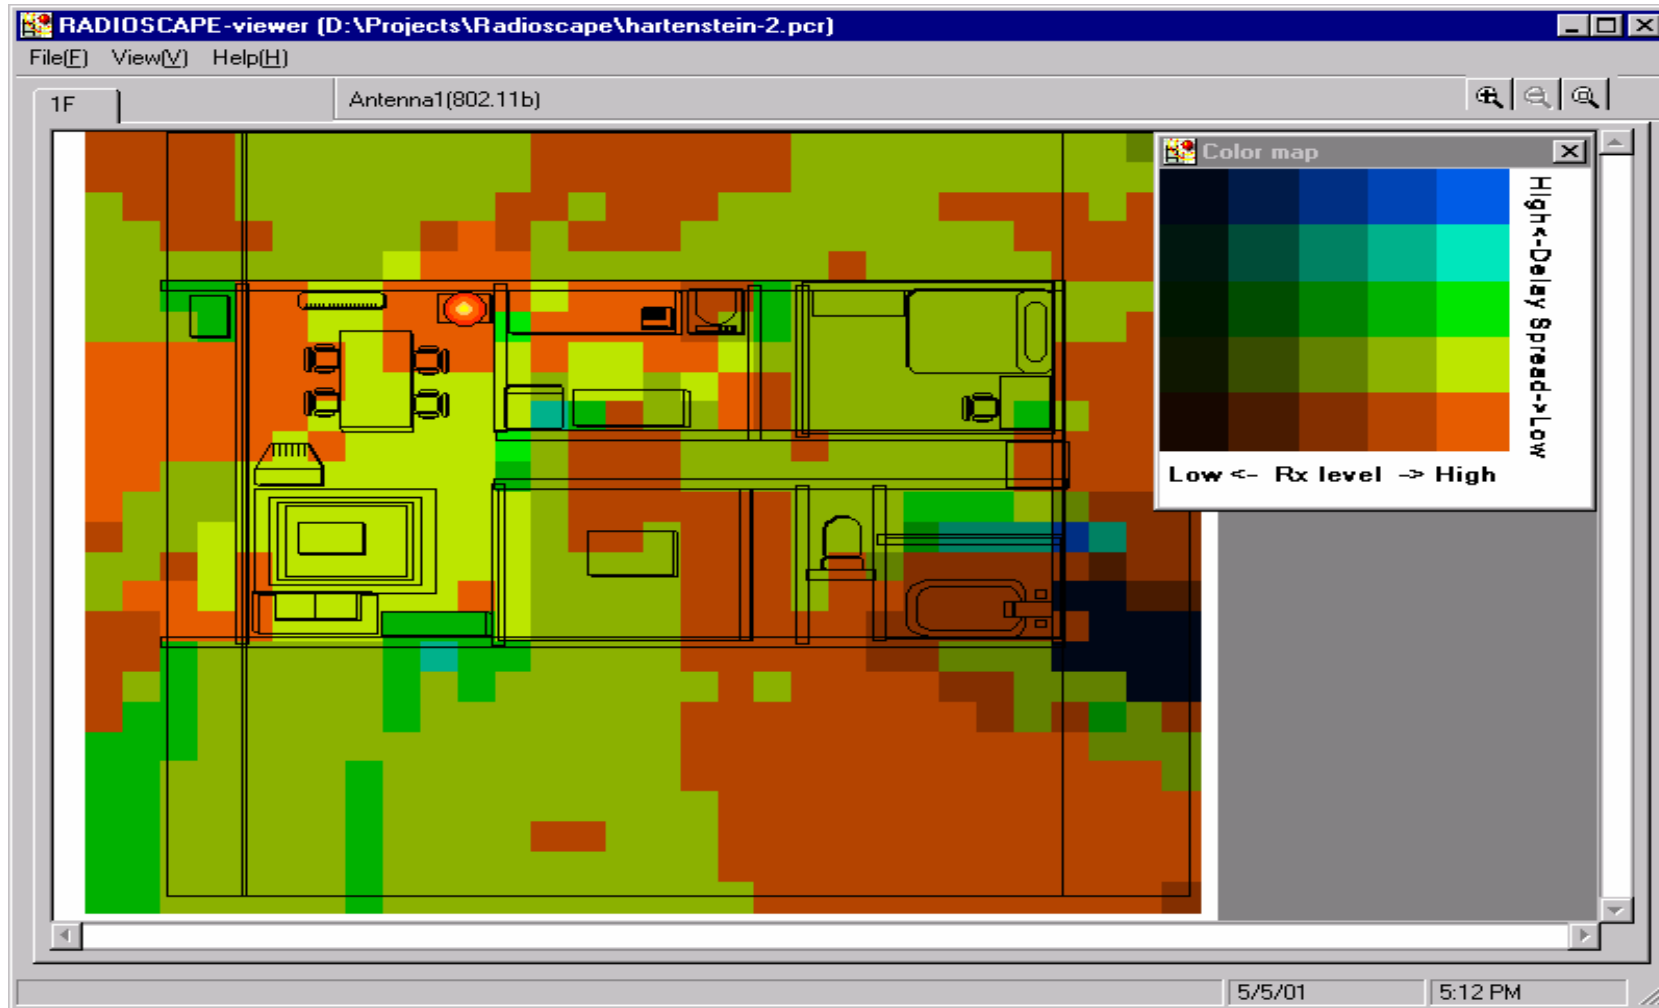 RADIOSCAPE-viewer (D:\Projects\Radioscape\hartenstein-2.pcr)
File(F) View(V) Help(H)
1F
Antenna1(802.11b)
Color map
High<-Delay Spread->Low
Low <- Rx level -> High
5/5/01
5:12 PM